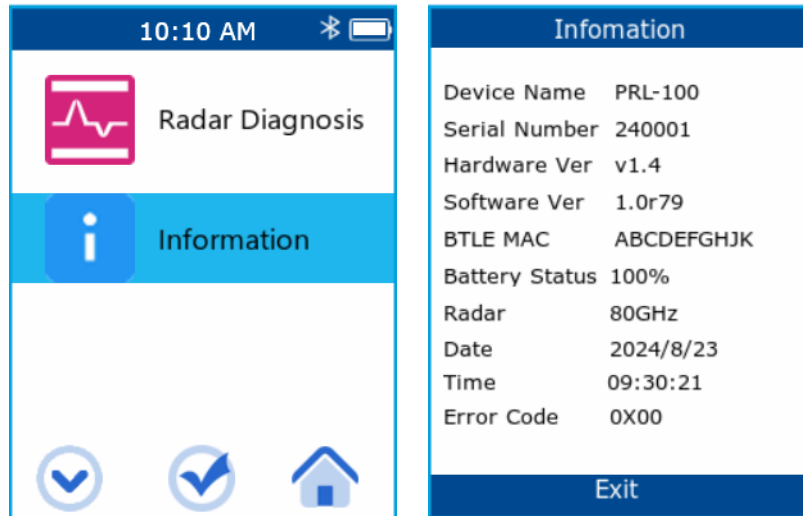 10:10 AM
Radar Diagnosis
Information
Infomation
Device Name PRL-100
Serial Number 240001
Hardware Ver v1.4
Software Ver 1.0r79
BTLE MAC ABCDEFGHJK
Battery Status 100%
Radar 80GHz
Date 2024/8/23
Time 09:30:21
Error Code 0X00
Exit